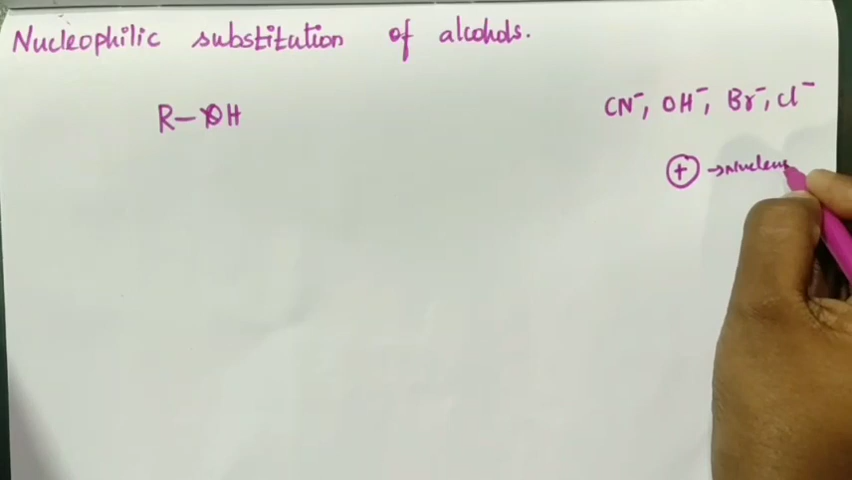 Nucleophilic substitution of alcohols.
R-OH
CN⁻, OH⁻, Br⁻, Cl⁻
+ →Nucleus